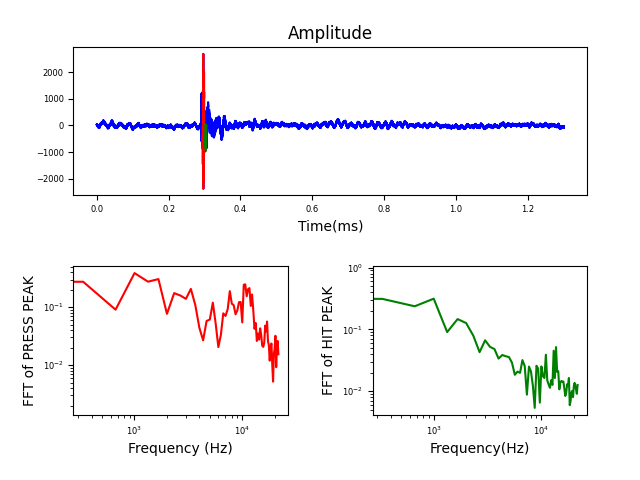 Amplitude
2000
1000
0
−1000
−2000
0.0 0.2 0.4 0.6 0.8 1.0 1.2
Time(ms)
FFT of PRESS PEAK
10⁻¹
10⁻²
10³ 10⁴
Frequency (Hz)
FFT of HIT PEAK
10⁰
10⁻¹
10⁻²
10³ 10⁴
Frequency(Hz)